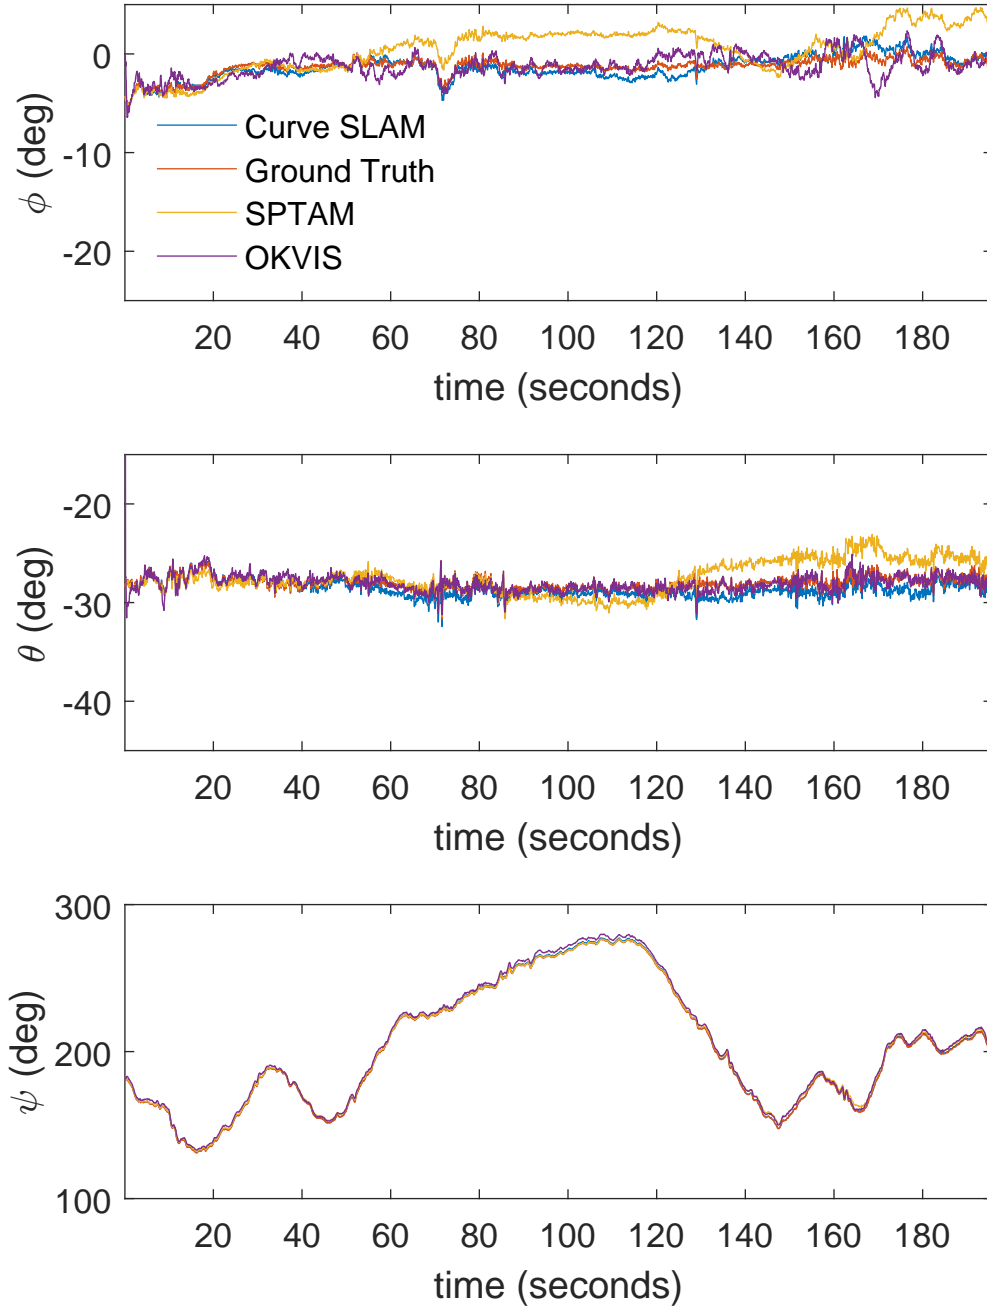 0
-10
-20
ϕ (deg)
Curve SLAM
Ground Truth
SPTAM
OKVIS
20 40 60 80 100 120 140 160 180
time (seconds)
-20
-30
-40
θ (deg)
20 40 60 80 100 120 140 160 180
time (seconds)
300
200
100
ψ (deg)
20 40 60 80 100 120 140 160 180
time (seconds)